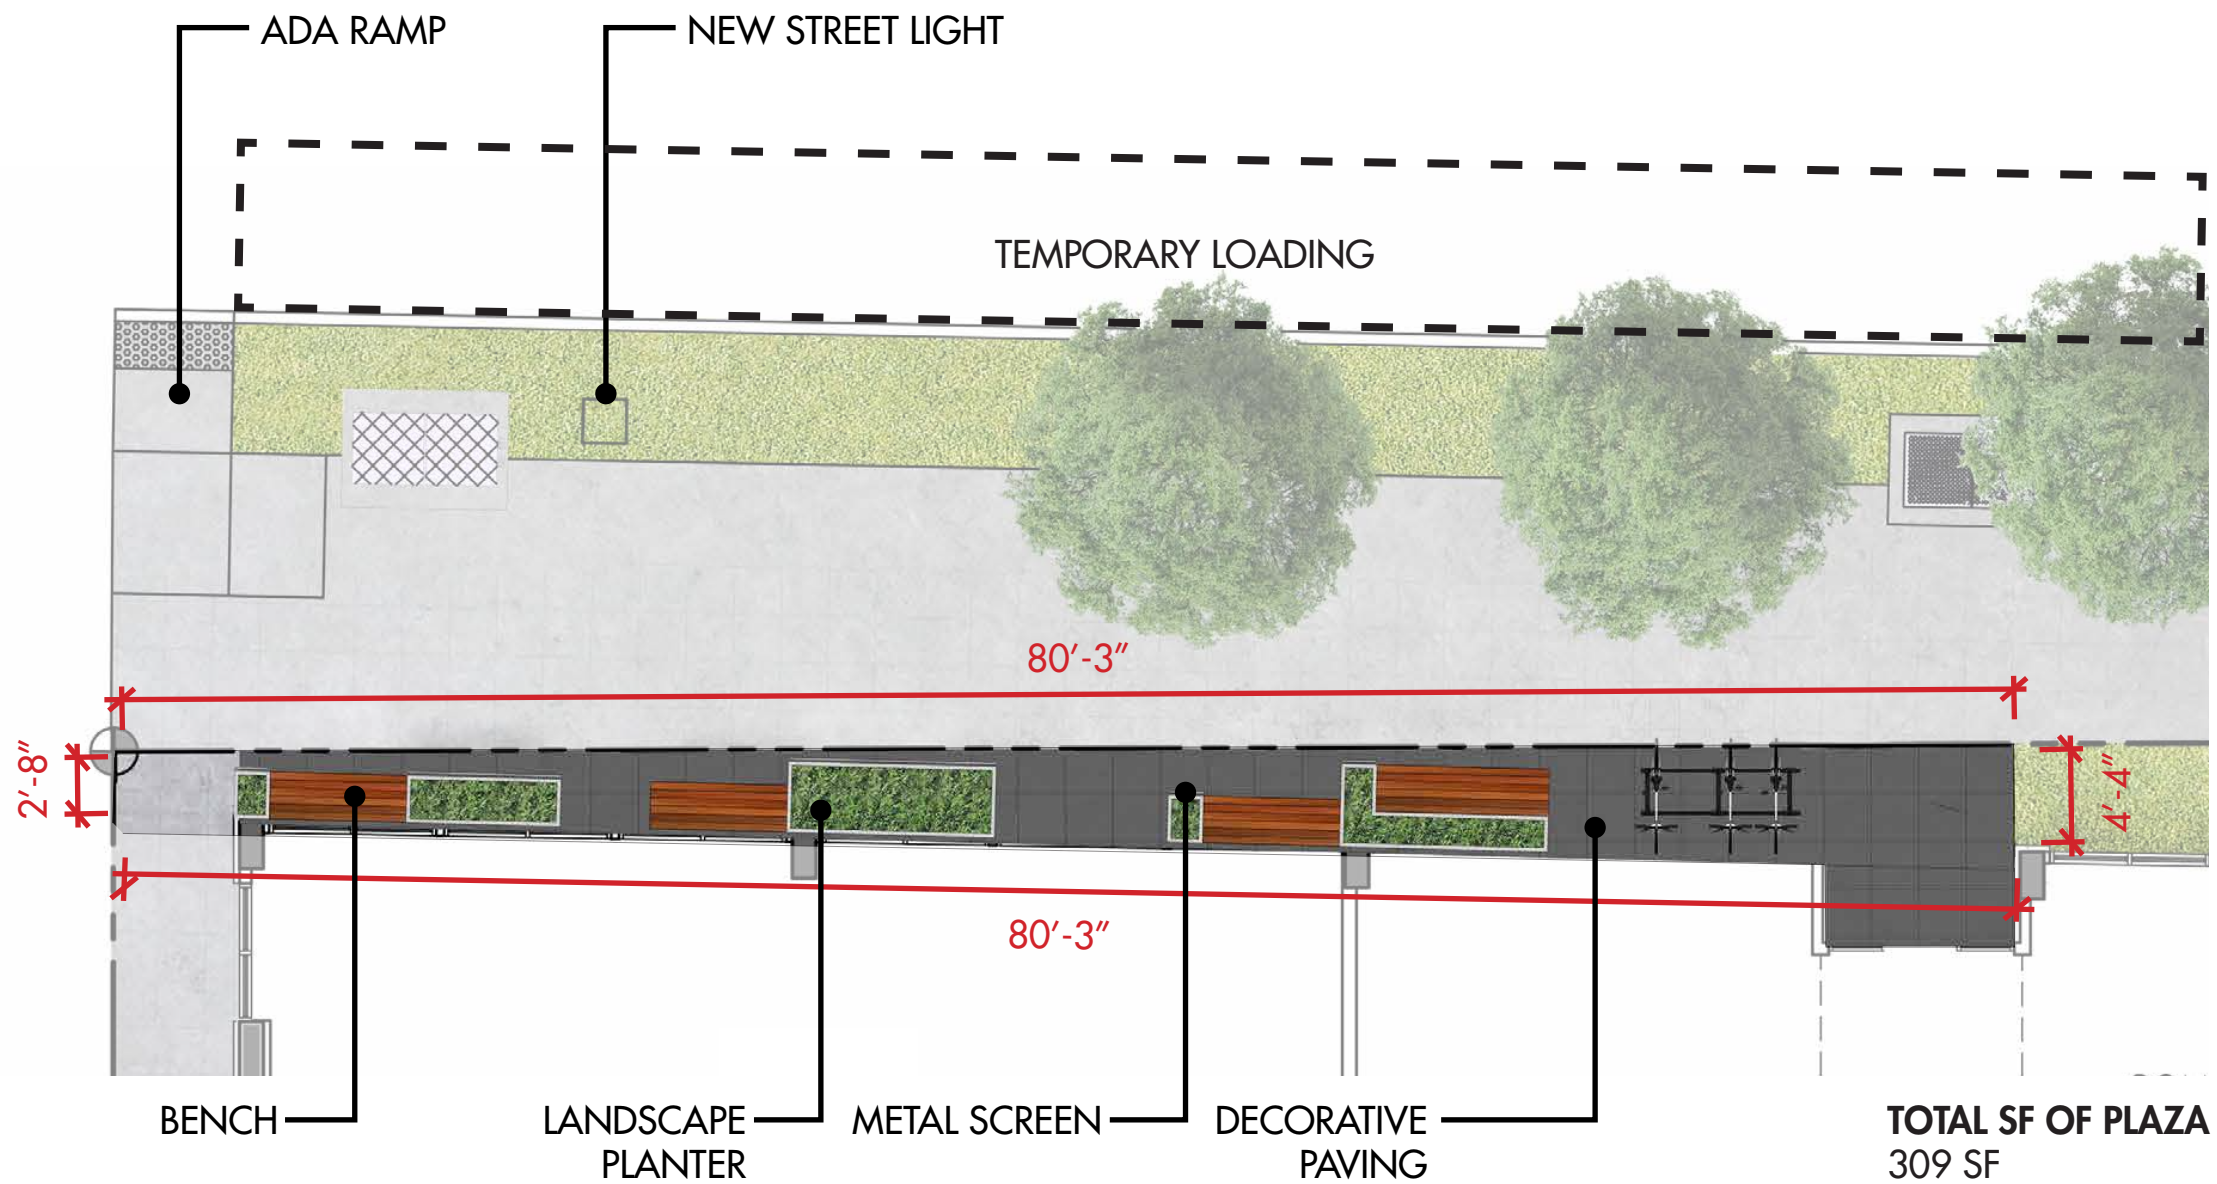 ADA RAMP
NEW STREET LIGHT
TEMPORARY LOADING
80′-3″
2′-8″
4′-4″
80′-3″
BENCH
LANDSCAPE
PLANTER
METAL SCREEN
DECORATIVE
PAVING
TOTAL SF OF PLAZA
309 SF